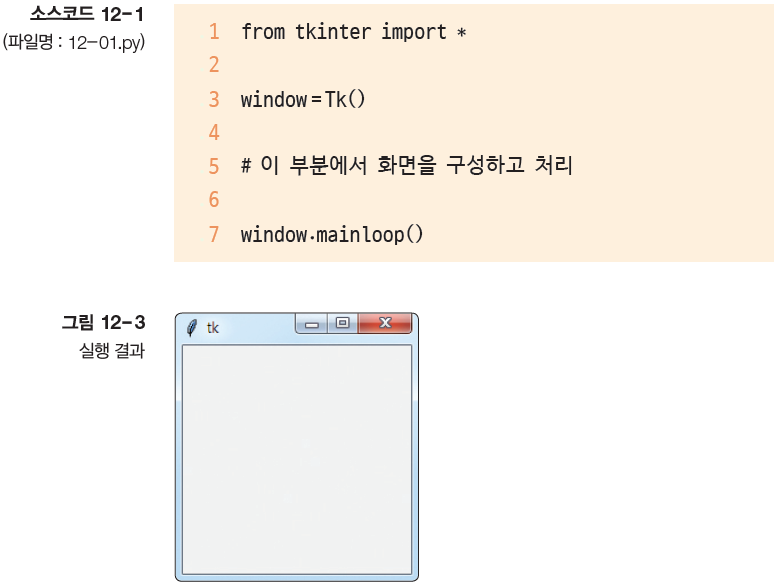 소스코드 12-1
(파일명 : 12-01.py)
1 from tkinter import *
2
3 window=Tk()
4
5 # 이 부분에서 화면을 구성하고 처리
6
7 window.mainloop()
그림 12-3
실행 결과
tk